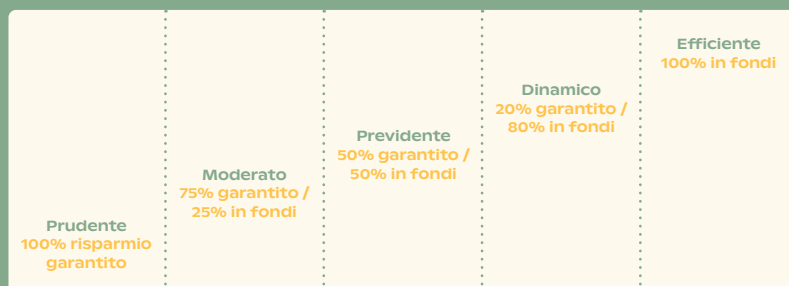 Efficiente
100% in fondi
Dinamico
20% garantito /
80% in fondi
Previdente
50% garantito /
50% in fondi
Moderato
75% garantito /
25% in fondi
Prudente
100% risparmio
garantito